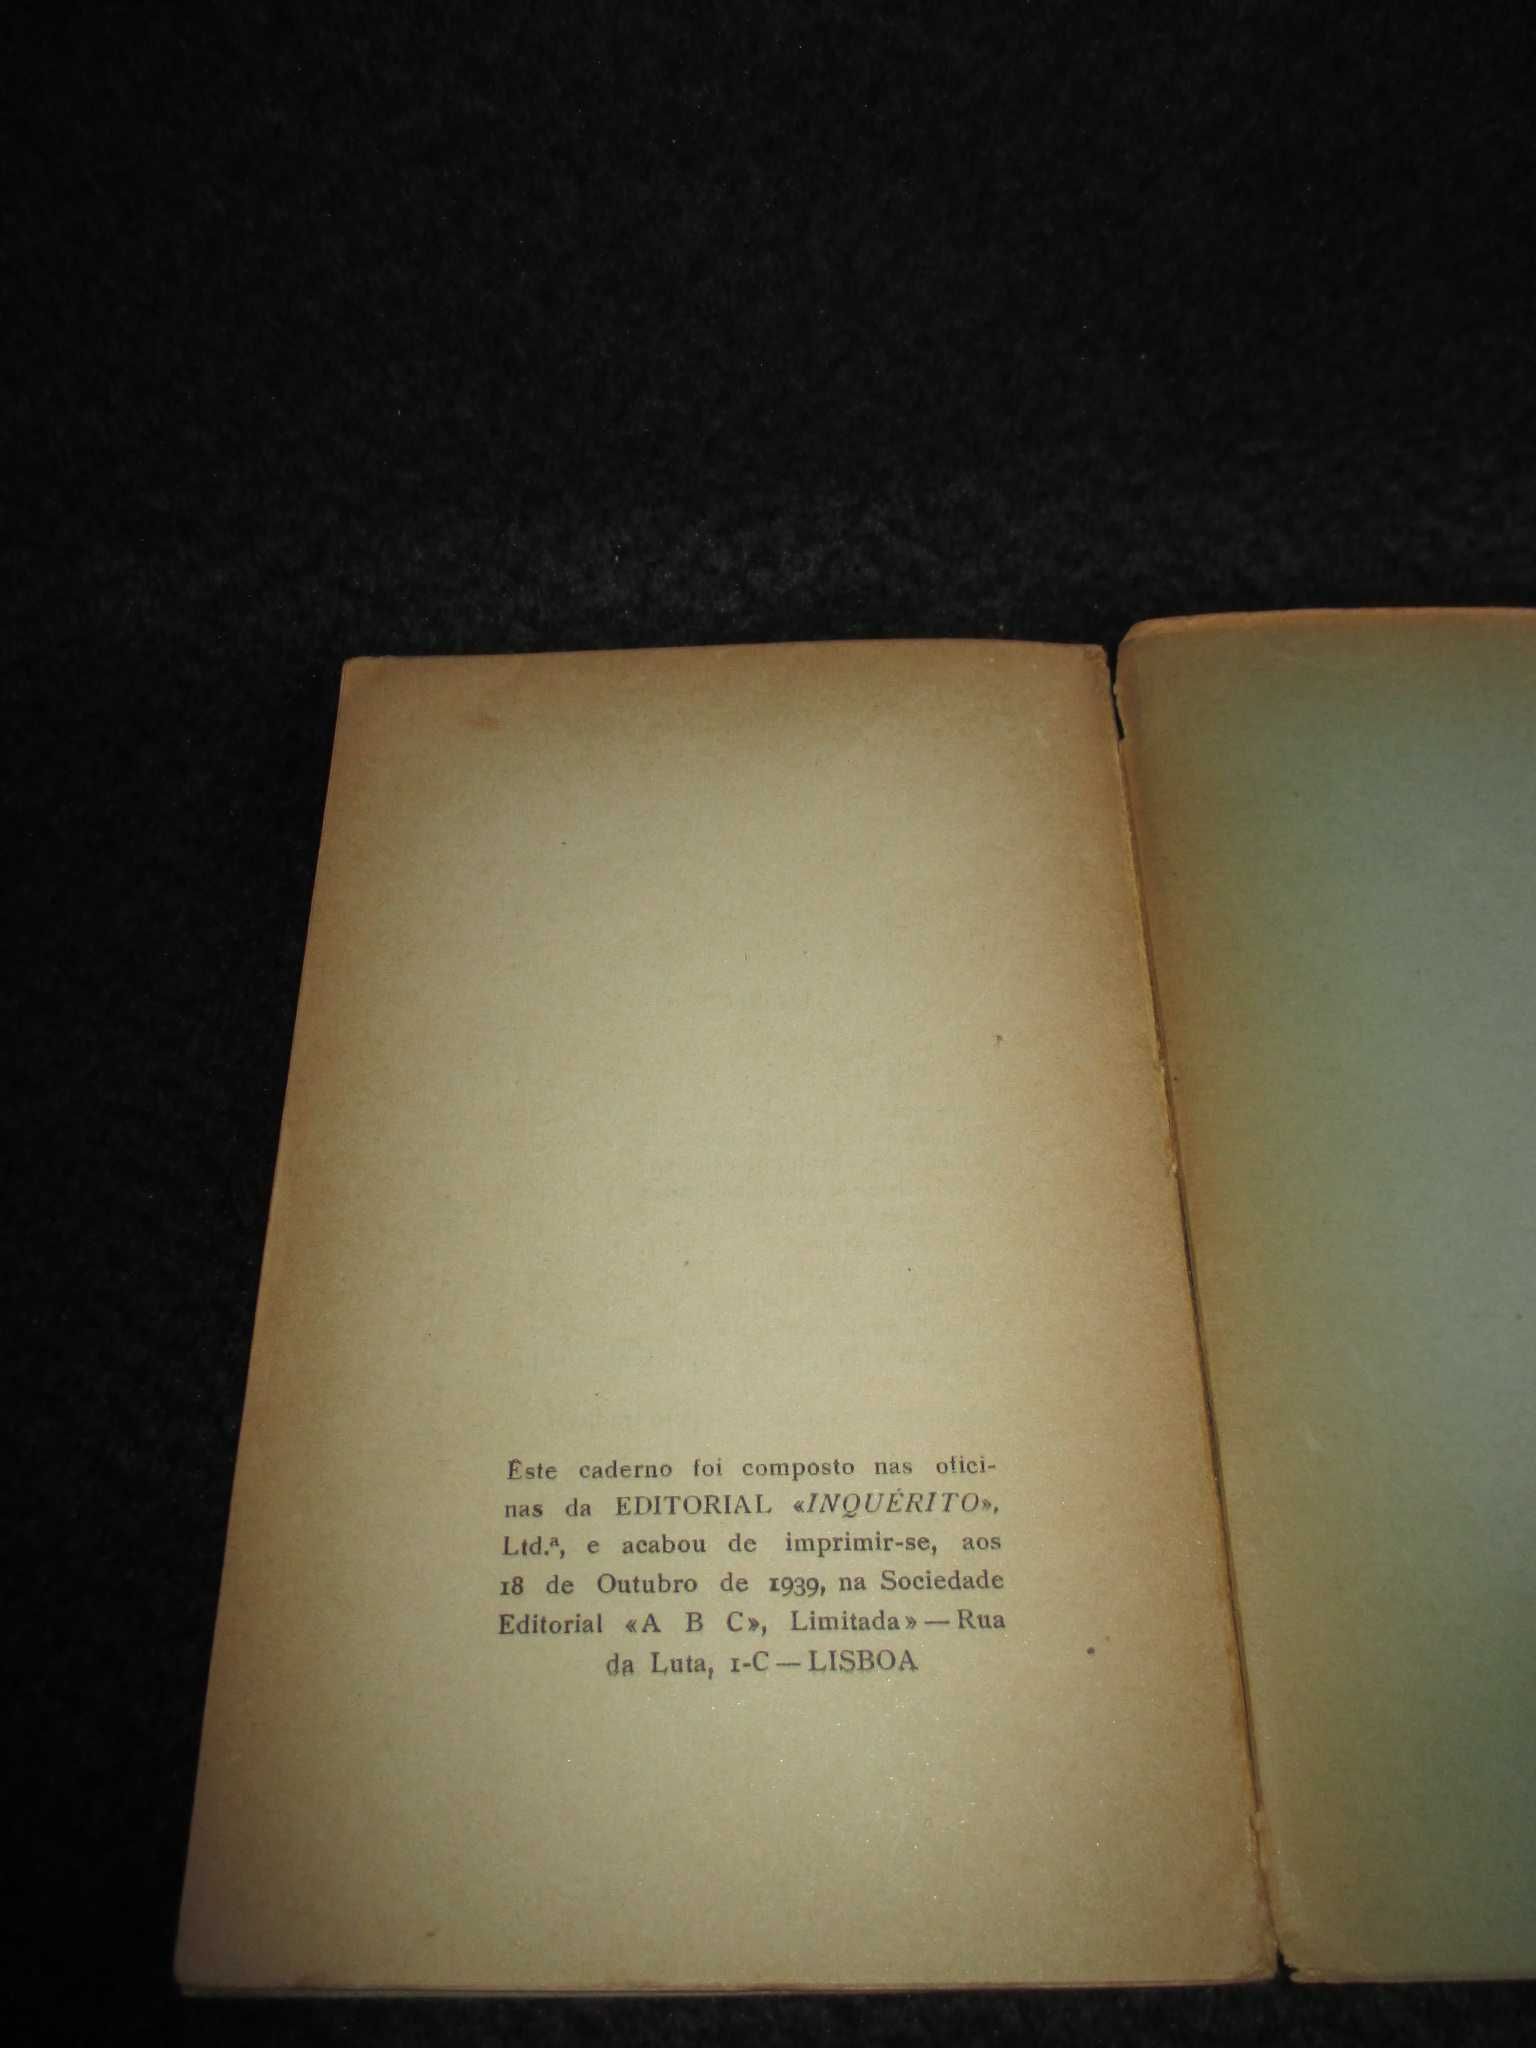 Êste caderno foi composto nas ofici-
nas da EDITORIAL «INQUÉRITO»,
Ltd.ª, e acabou de imprimir-se, aos
18 de Outubro de 1939, na Sociedade
Editorial «A B C», Limitada» — Rua
da Luta, 1-C — LISBOA